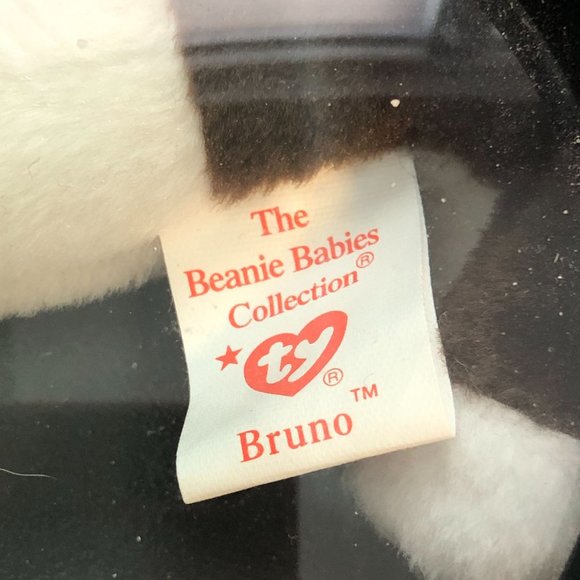 The
Beanie Babies
Collection®
★ ty ®
Bruno™